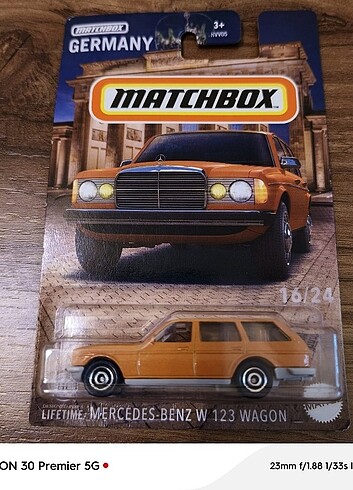 MATCHBOX
GERMANY
3+
HVV05
MATCHBOX
16/24
LIFETIME MERCEDES-BENZ W 123 WAGON
ON 30 Premier 5G
23mm f/1.88 1/33s I